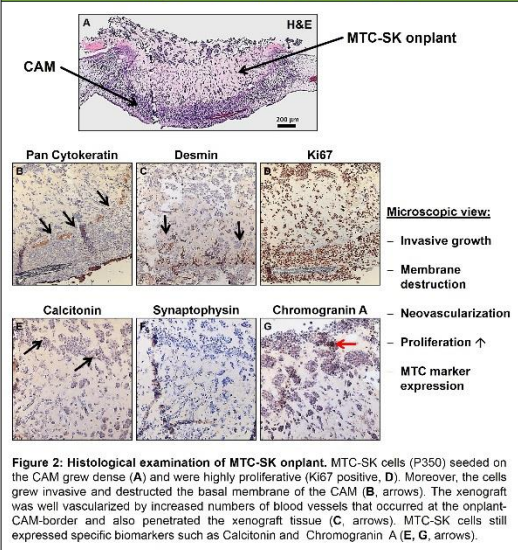 A
H&E
MTC-SK onplant
CAM
200 µm
Pan Cytokeratin
Desmin
Ki67
B
C
D
Microscopic view:
– Invasive growth
– Membrane
destruction
– Neovascularization
– Proliferation ↑
– MTC marker
expression
Calcitonin
Synaptophysin
Chromogranin A
E
F
G
Figure 2: Histological examination of MTC-SK onplant. MTC-SK cells (P350) seeded on
the CAM grew dense (A) and were highly proliferative (Ki67 positive, D). Moreover, the cells
grew invasive and destructed the basal membrane of the CAM (B, arrows). The xenograft
was well vascularized by increased numbers of blood vessels that occurred at the onplant-
CAM-border and also penetrated the xenograft tissue (C, arrows). MTC-SK cells still
expressed specific biomarkers such as Calcitonin and Chromogranin A (E, G, arrows).